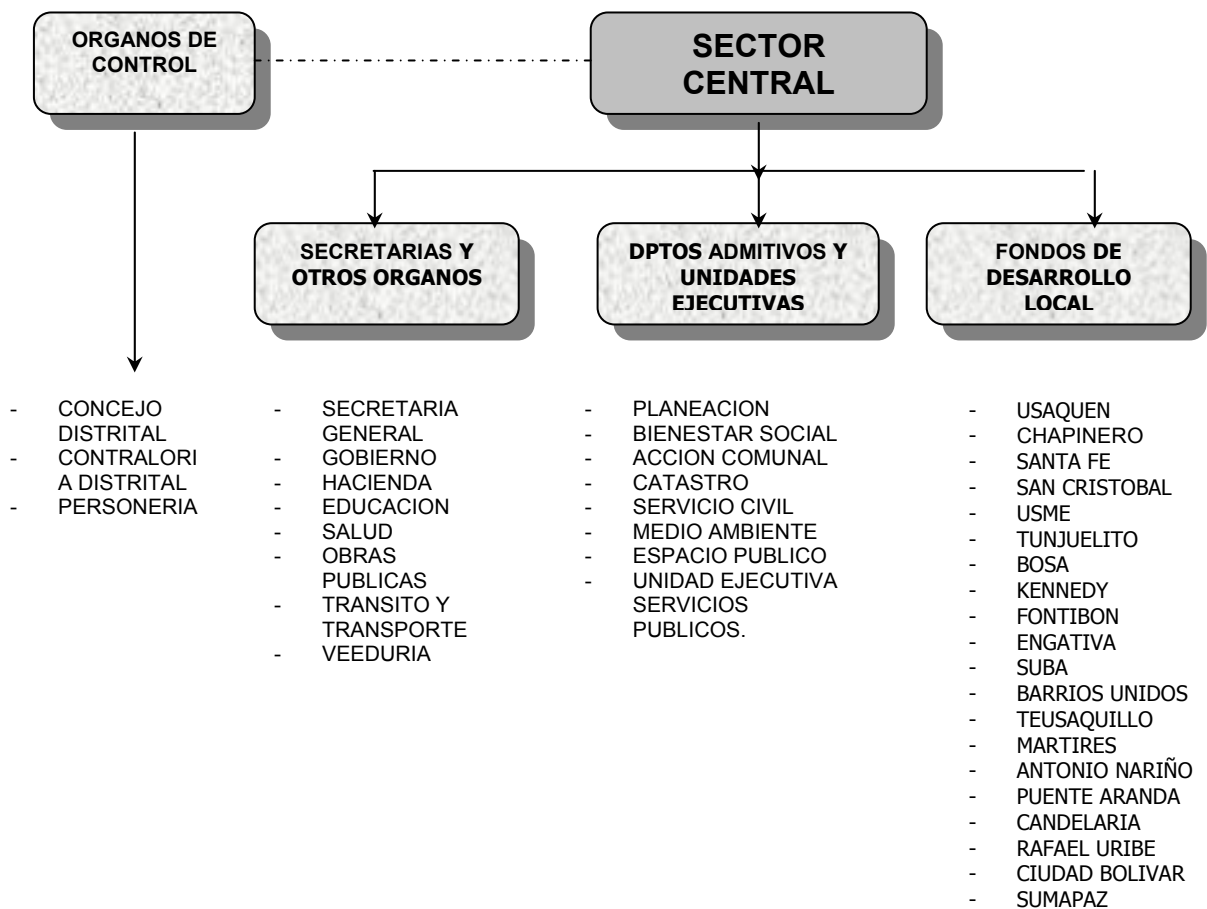 ORGANOS DE
CONTROL
SECTOR
CENTRAL
SECRETARIAS Y
OTROS ORGANOS
DPTOS ADMITIVOS Y
UNIDADES
EJECUTIVAS
FONDOS DE
DESARROLLO
LOCAL
- CONCEJO
DISTRITAL
- CONTRALORI
A DISTRITAL
- PERSONERIA
- SECRETARIA
GENERAL
- GOBIERNO
- HACIENDA
- EDUCACION
- SALUD
- OBRAS
PUBLICAS
- TRANSITO Y
TRANSPORTE
- VEEDURIA
- PLANEACION
- BIENESTAR SOCIAL
- ACCION COMUNAL
- CATASTRO
- SERVICIO CIVIL
- MEDIO AMBIENTE
- ESPACIO PUBLICO
- UNIDAD EJECUTIVA
SERVICIOS
PUBLICOS.
- USAQUEN
- CHAPINERO
- SANTA FE
- SAN CRISTOBAL
- USME
- TUNJUELITO
- BOSA
- KENNEDY
- FONTIBON
- ENGATIVA
- SUBA
- BARRIOS UNIDOS
- TEUSAQUILLO
- MARTIRES
- ANTONIO NARIÑO
- PUENTE ARANDA
- CANDELARIA
- RAFAEL URIBE
- CIUDAD BOLIVAR
- SUMAPAZ